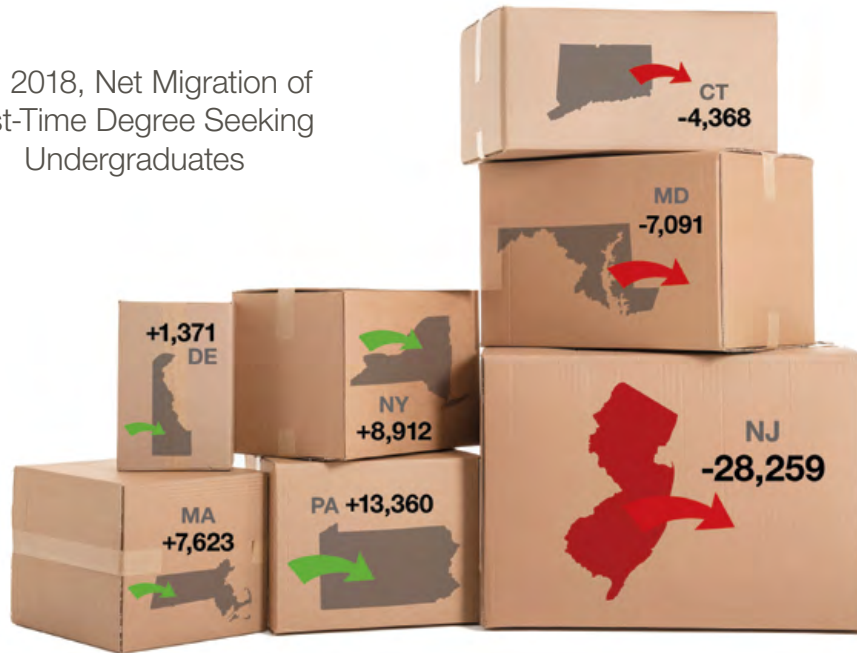 2018, Net Migration of
st-Time Degree Seeking
Undergraduates
CT
-4,368
MD
-7,091
+1,371
DE
NY
+8,912
NJ
-28,259
MA
+7,623
PA +13,360